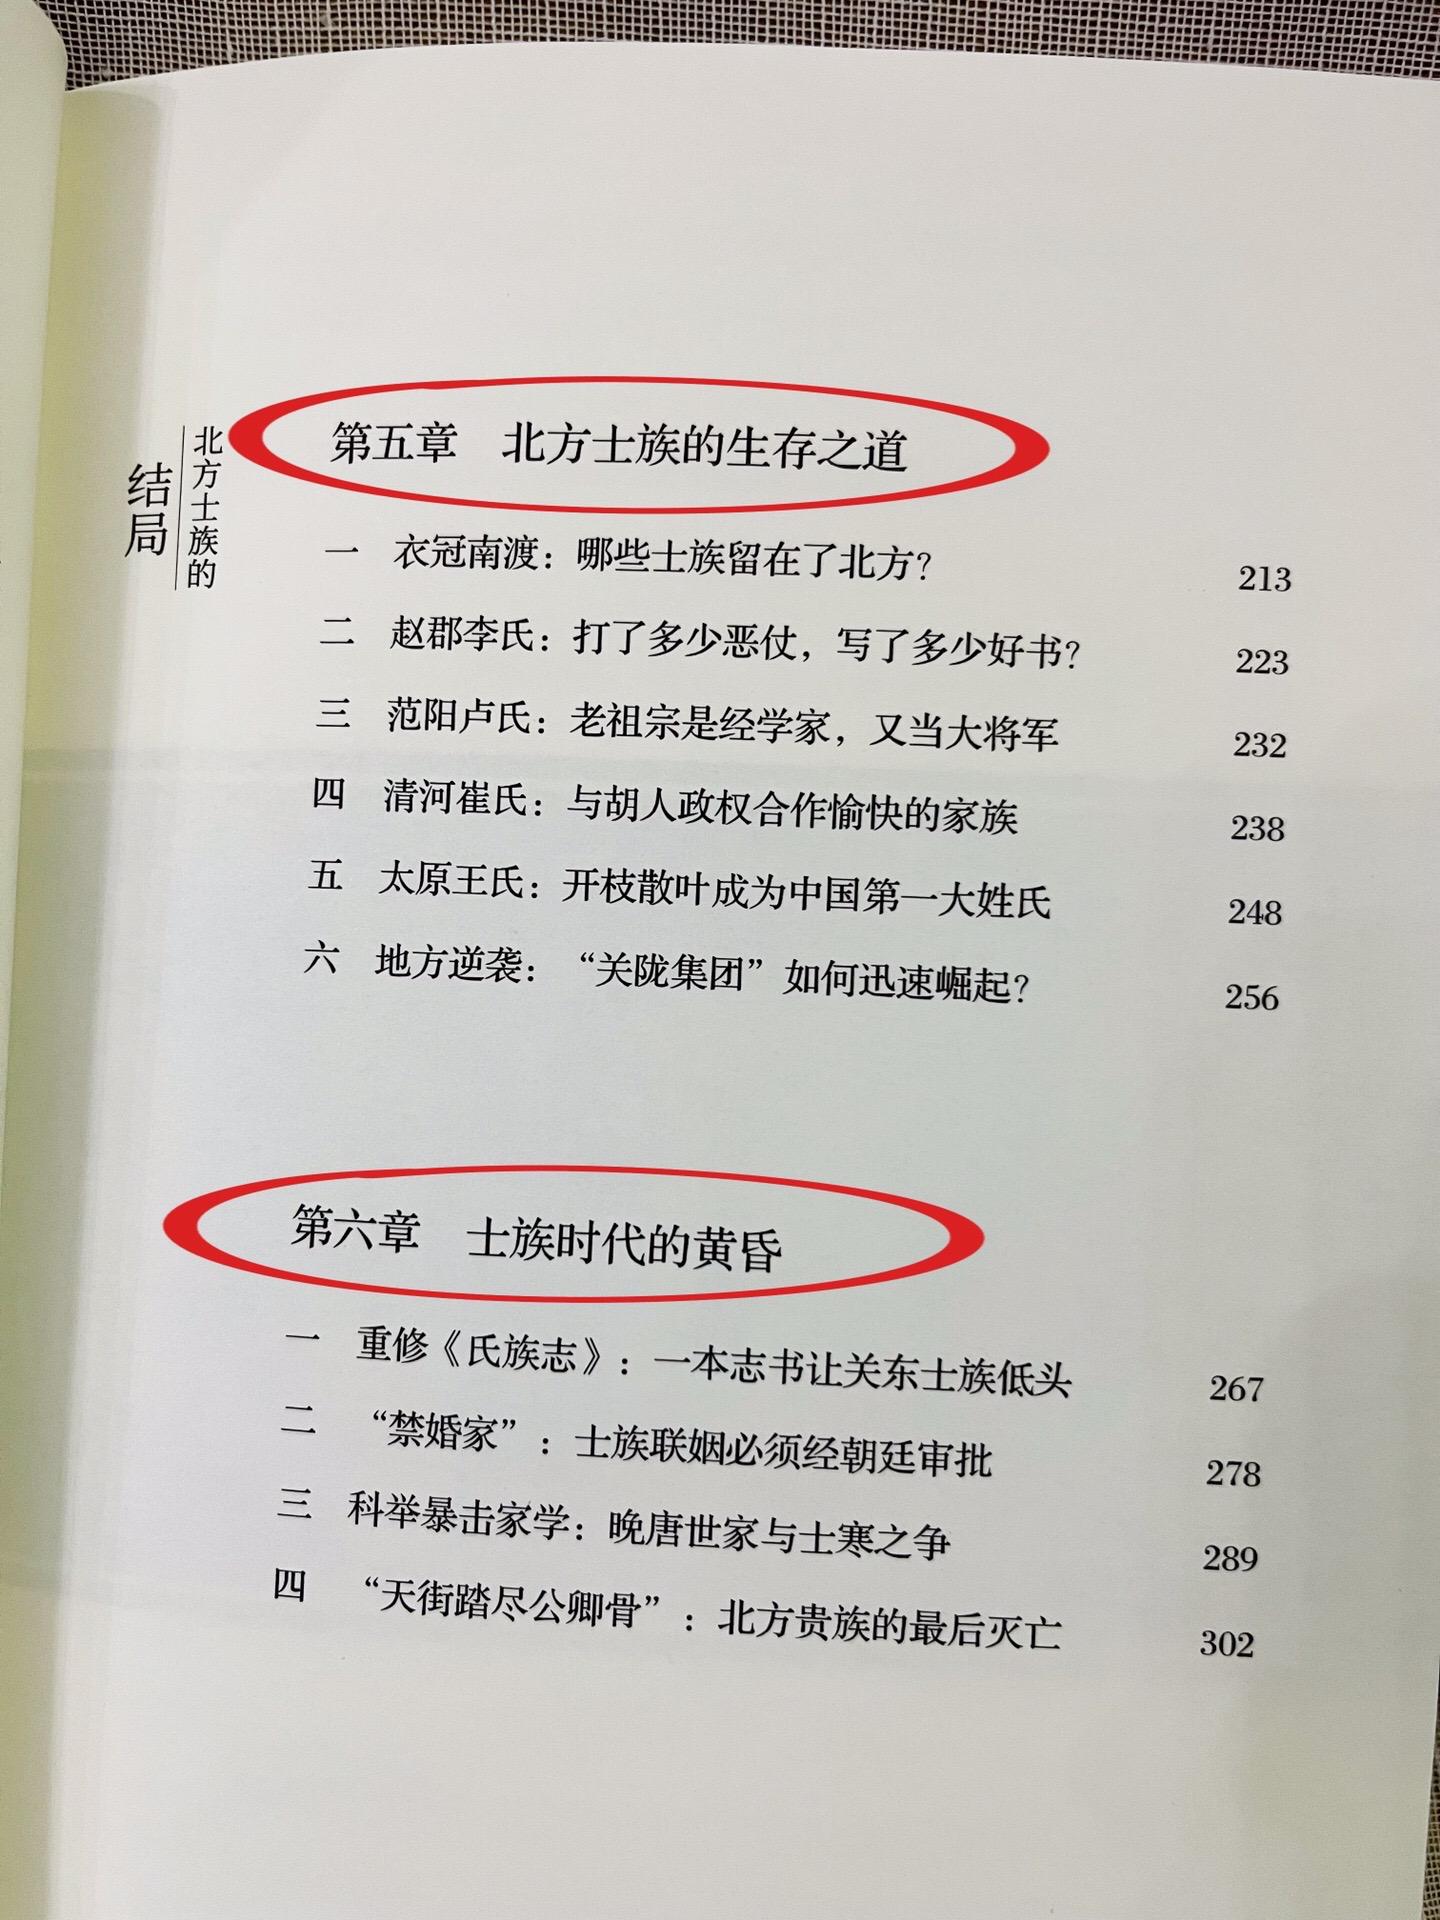 北方士族的
结局
第五章 北方士族的生存之道
一 衣冠南渡：哪些士族留在了北方？ 213
二 赵郡李氏：打了多少恶仗，写了多少好书？ 223
三 范阳卢氏：老祖宗是经学家，又当大将军 232
四 清河崔氏：与胡人政权合作愉快的家族 238
五 太原王氏：开枝散叶成为中国第一大姓氏 248
六 地方逆袭：“关陇集团”如何迅速崛起？ 256
第六章 士族时代的黄昏
一 重修《氏族志》：一本志书让关东士族低头 267
二 “禁婚家”：士族联姻必须经朝廷审批 278
三 科举暴击家学：晚唐世家与士寒之争 289
四 “天街踏尽公卿骨”：北方贵族的最后灭亡 302